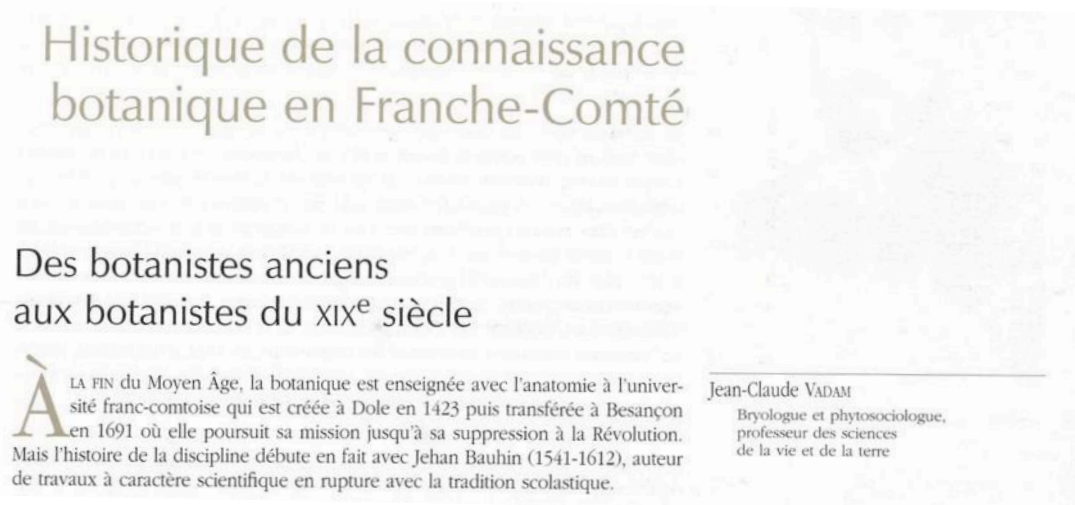 Historique de la connaissance
botanique en Franche-Comté
Des botanistes anciens
aux botanistes du XIXe siècle
À LA FIN du Moyen Âge, la botanique est enseignée avec l'anatomie à l'univer-
sité franc-comtoise qui est créée à Dole en 1423 puis transférée à Besançon
en 1691 où elle poursuit sa mission jusqu'à sa suppression à la Révolution.
Mais l'histoire de la discipline débute en fait avec Jehan Bauhin (1541-1612), auteur
de travaux à caractère scientifique en rupture avec la tradition scolastique.
Jean-Claude VADAM
Bryologue et phytosociologue,
professeur des sciences
de la vie et de la terre